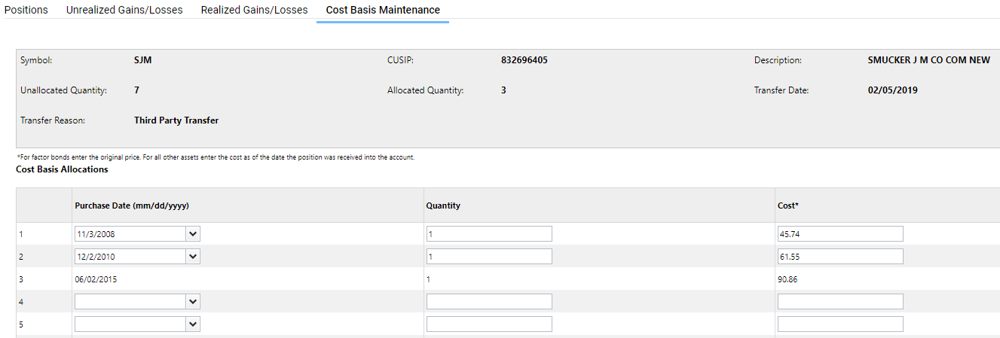 Positions Unrealized Gains/Losses Realized Gains/Losses Cost Basis Maintenance
Symbol: SJM CUSIP: 832696405 Description: SMUCKER J M CO COM NEW
Unallocated Quantity: 7 Allocated Quantity: 3 Transfer Date: 02/05/2019
Transfer Reason: Third Party Transfer
*For factor bonds enter the original price. For all other assets enter the cost as of the date the position was received into the account.
Cost Basis Allocations
Purchase Date (mm/dd/yyyy) Quantity Cost*
1 11/3/2008 1 45.74
2 12/2/2010 1 61.55
3 06/02/2015 1 90.86
4
5